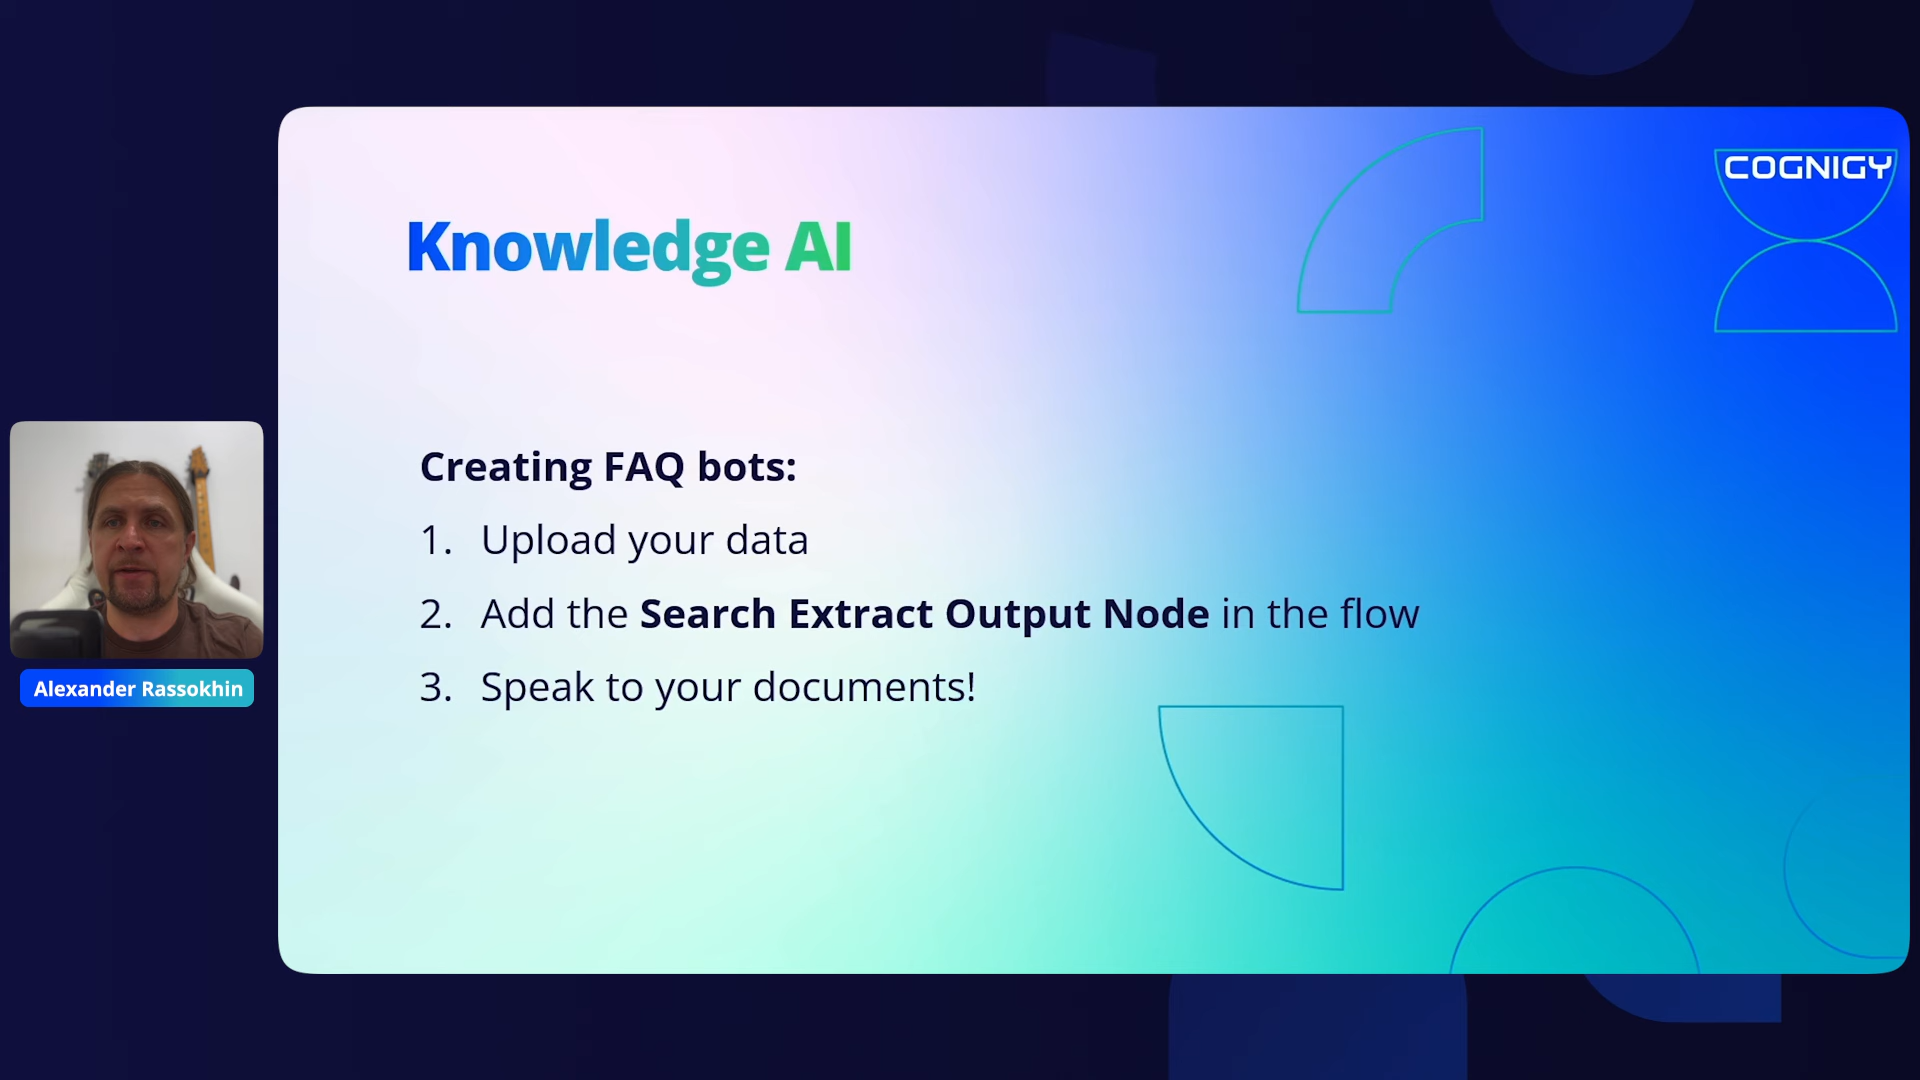 COGNIGY
Knowledge AI
Creating FAQ bots:
1. Upload your data
2. Add the Search Extract Output Node in the flow
3. Speak to your documents!
Alexander Rassokhin